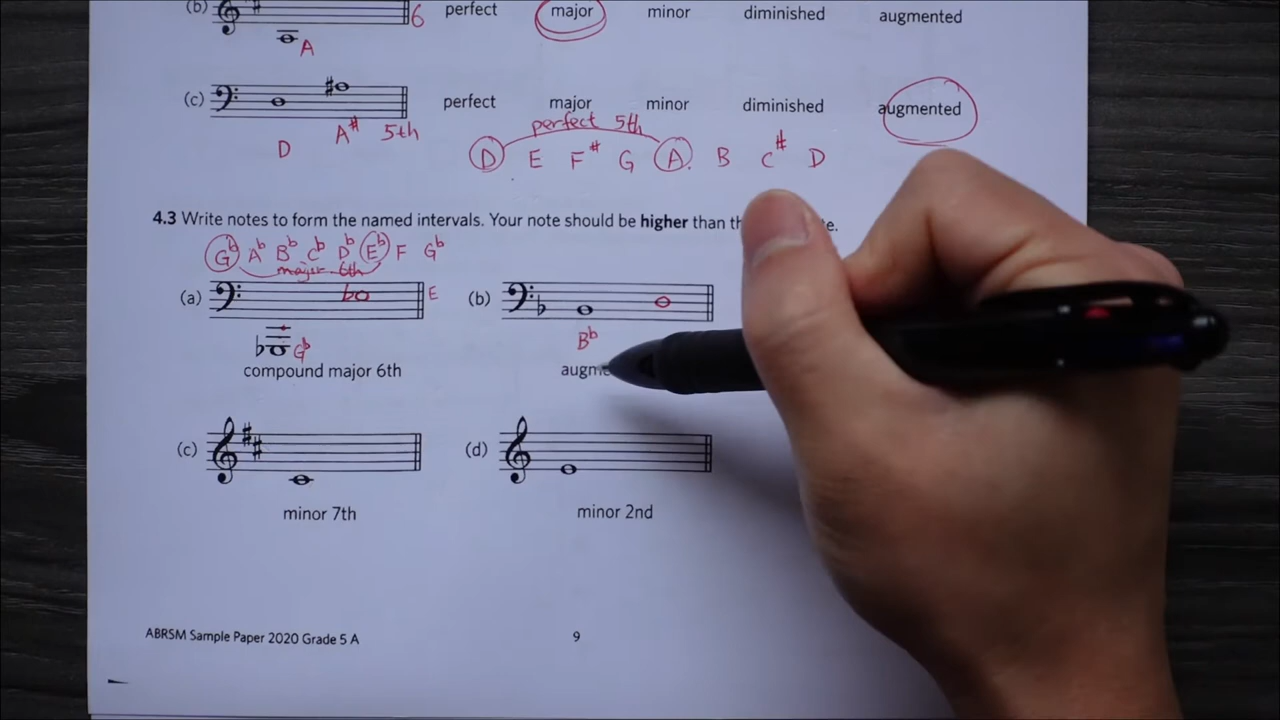 (b) 6 perfect major minor diminished augmented
A
(c) perfect major minor diminished augmented
D A# 5th perfect 5th
D E F# G A B C# D
4.3 Write notes to form the named intervals. Your note should be higher than th
Gb Ab Bb Cb Db Eb F Gb
major 6th
(a) E (b)
Gb Bb
compound major 6th
(c) (d)
minor 7th minor 2nd
ABRSM Sample Paper 2020 Grade 5 A 9